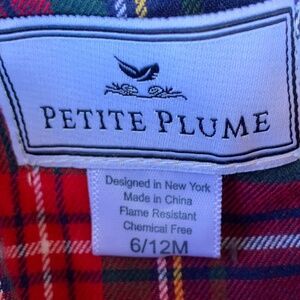 PETITE PLUME
Designed in New York
Made in China
Flame Resistant
Chemical Free
6/12M